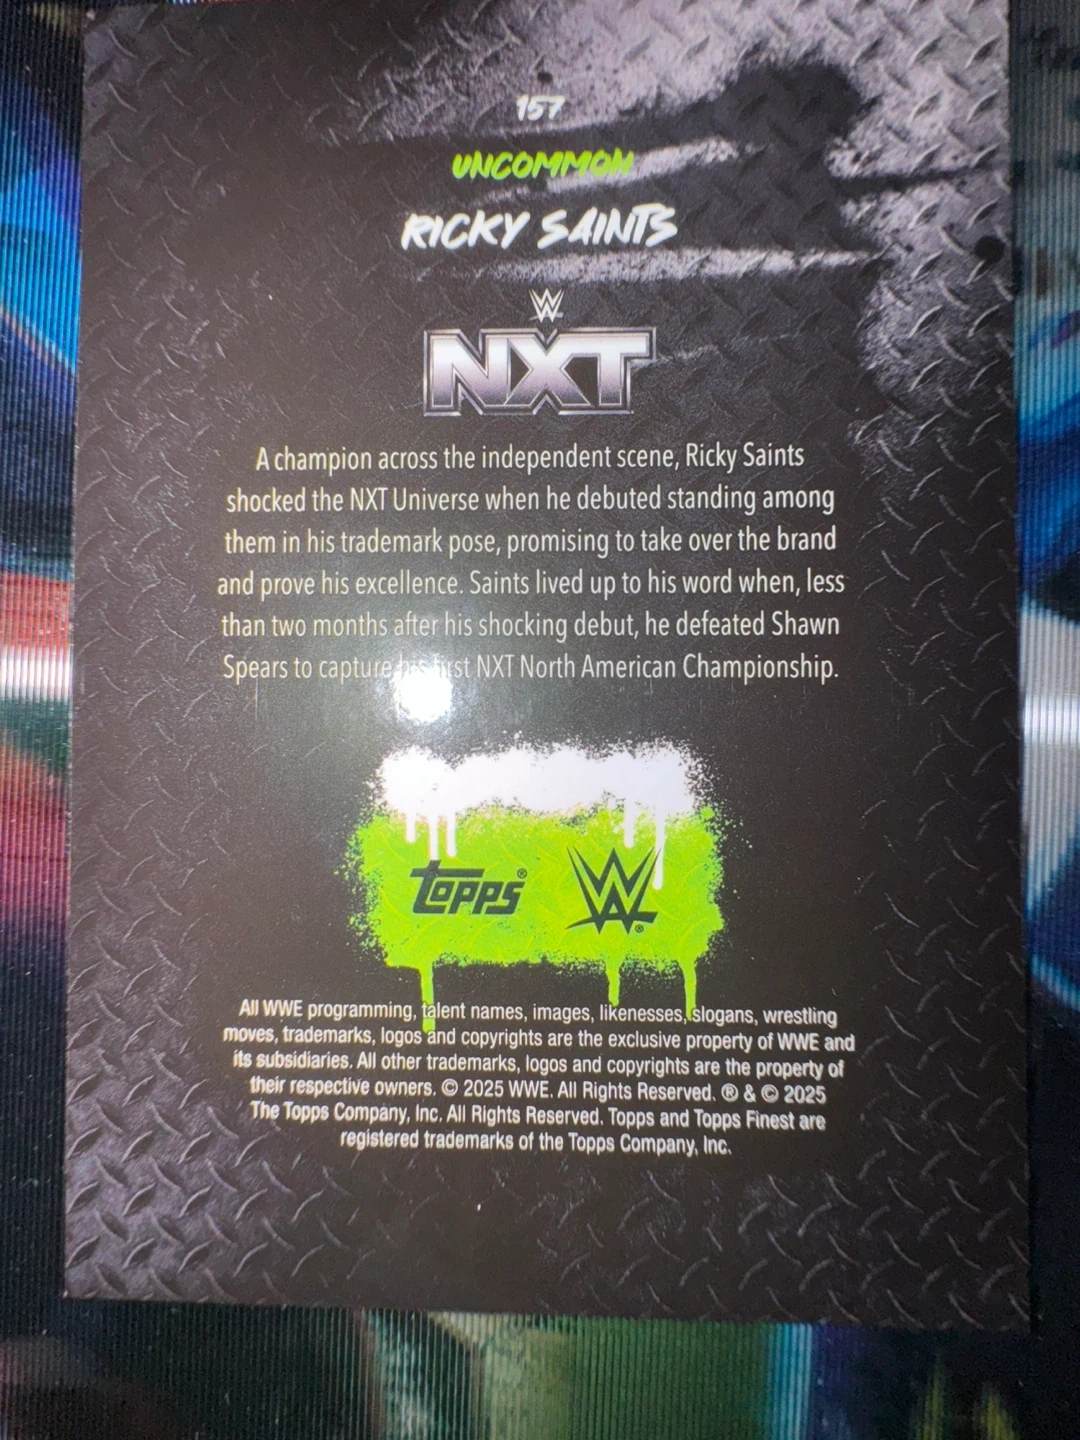 157
UNCOMMON
RICKY SAINTS
W
NXT
A champion across the independent scene, Ricky Saints
shocked the NXT Universe when he debuted standing among
them in his trademark pose, promising to take over the brand
and prove his excellence. Saints lived up to his word when, less
than two months after his shocking debut, he defeated Shawn
Spears to capture his first NXT North American Championship.
TOPPS® W®
All WWE programming, talent names, images, likenesses, slogans, wrestling
moves, trademarks, logos and copyrights are the exclusive property of WWE and
its subsidiaries. All other trademarks, logos and copyrights are the property of
their respective owners. © 2025 WWE. All Rights Reserved. ® & © 2025
The Topps Company, Inc. All Rights Reserved. Topps and Topps Finest are
registered trademarks of the Topps Company, Inc.